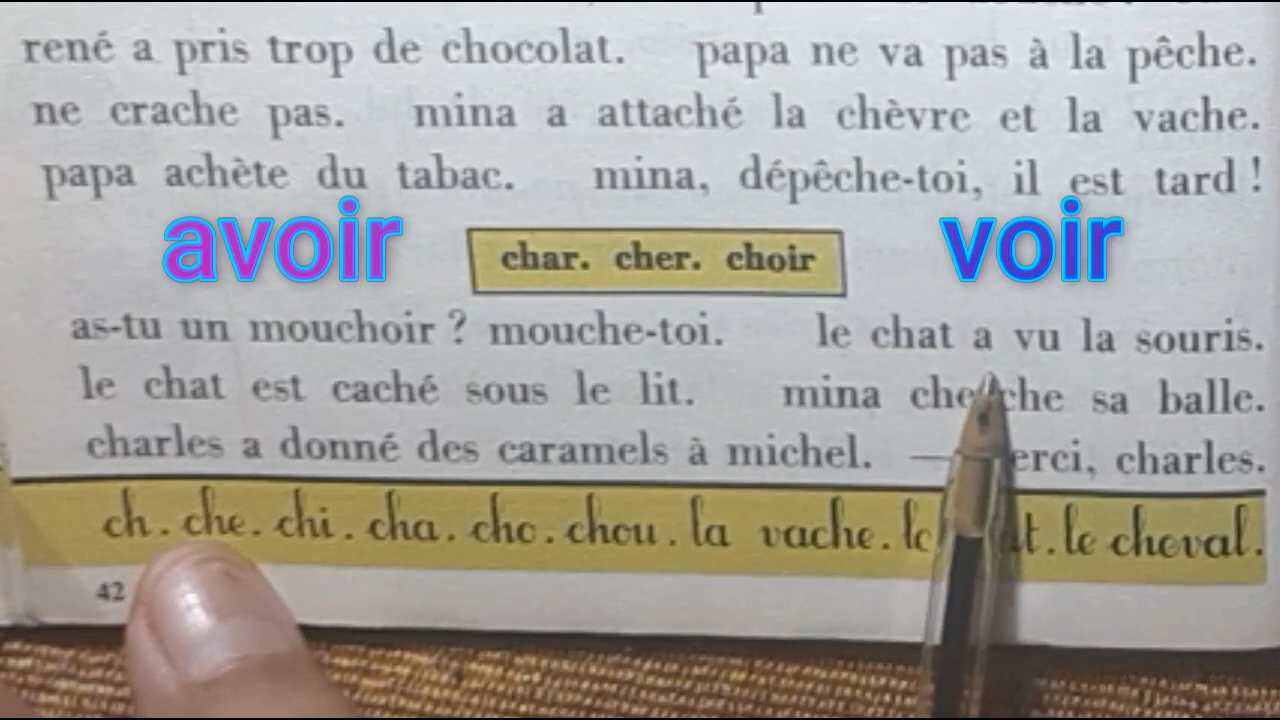 rené a pris trop de chocolat. papa ne va pas à la pêche.
ne crache pas. mina a attaché la chèvre et la vache.
papa achète du tabac. mina, dépêche-toi, il est tard !
avoir char. cher. choir voir
as-tu un mouchoir ? mouche-toi. le chat a vu la souris.
le chat est caché sous le lit. mina cherche sa balle.
charles a donné des caramels à michel. — erci, charles.
ch. che. chi. cha. cho. chou. la vache. le cheval.
42